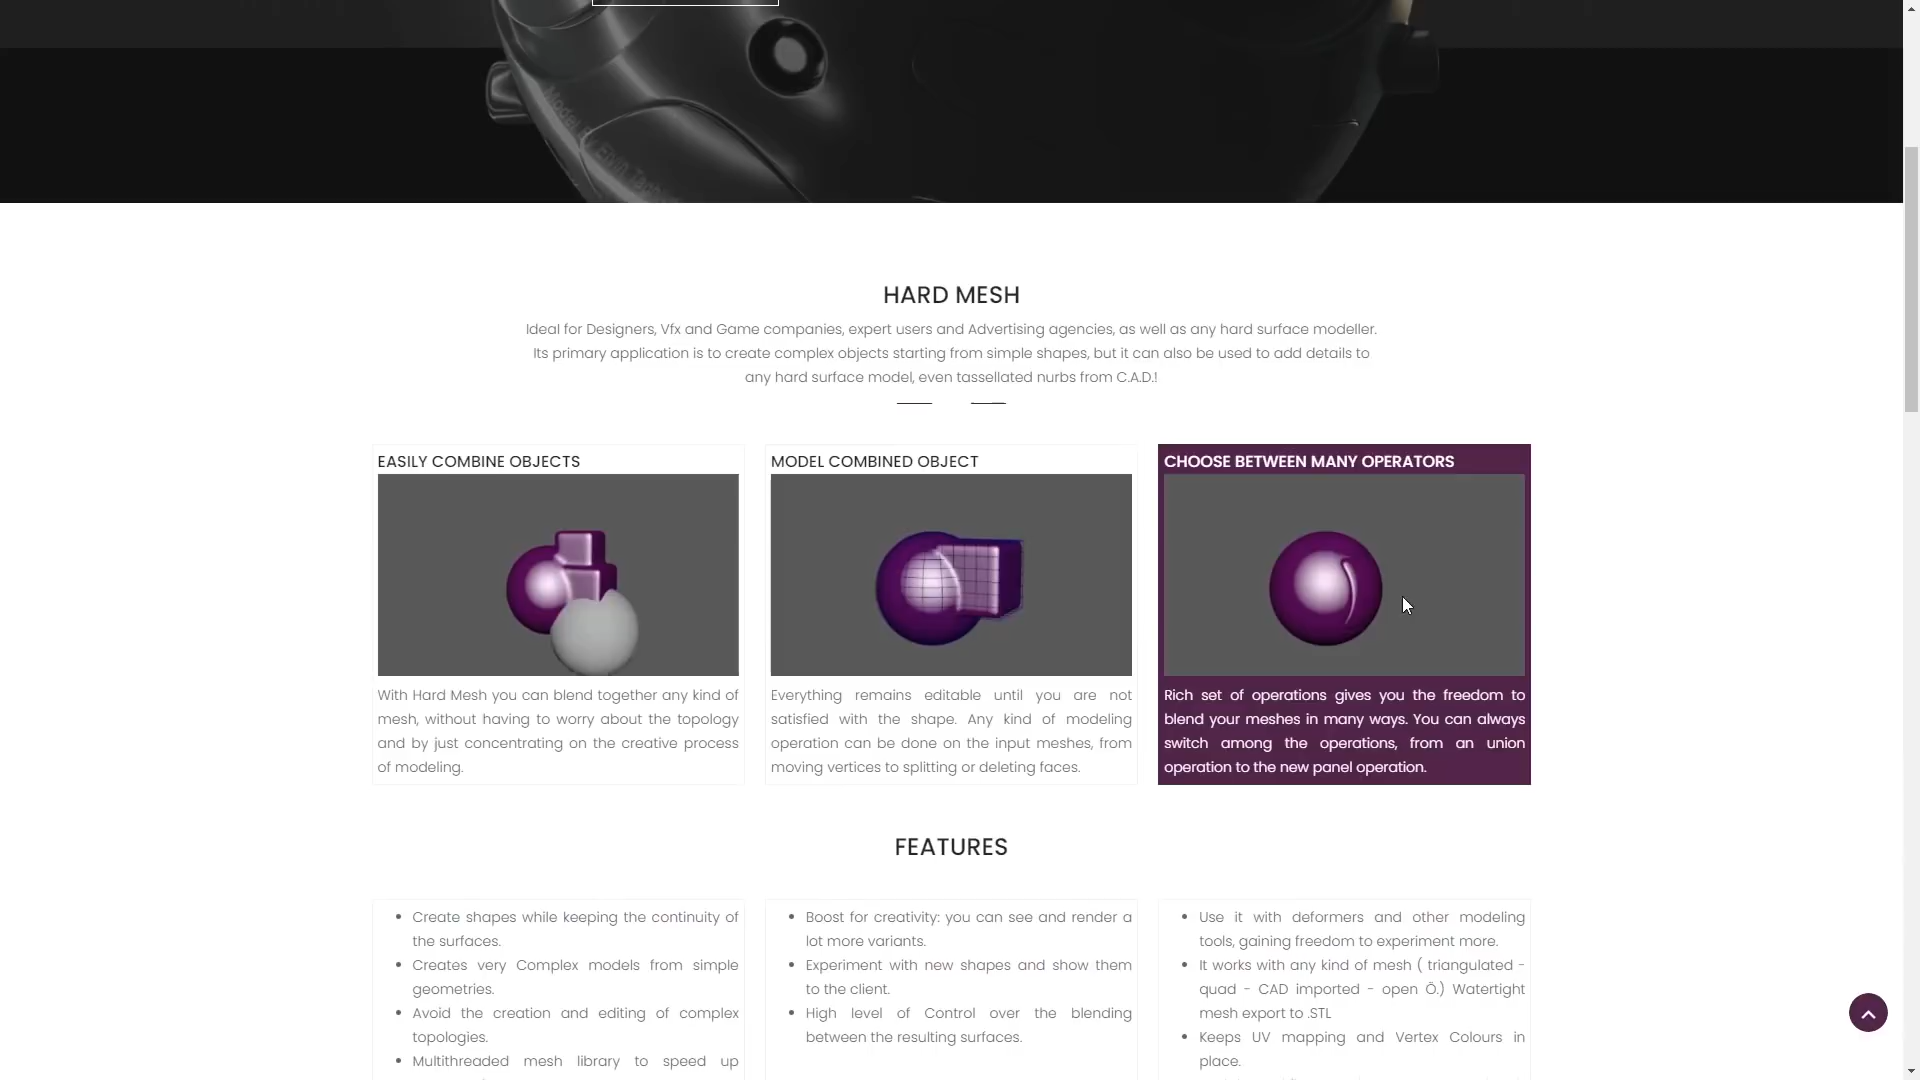 Model By Elvin
HARD MESH
Ideal for Designers, Vfx and Game companies, expert users and Advertising agencies, as well as any hard surface modeller.
Its primary application is to create complex objects starting from simple shapes, but it can also be used to add details to
any hard surface model, even tassellated nurbs from C.A.D.!
EASILY COMBINE OBJECTS
With Hard Mesh you can blend together any kind of
mesh, without having to worry about the topology
and by just concentrating on the creative process
of modeling.
MODEL COMBINED OBJECT
Everything remains editable until you are not
satisfied with the shape. Any kind of modeling
operation can be done on the input meshes, from
moving vertices to splitting or deleting faces.
CHOOSE BETWEEN MANY OPERATORS
Rich set of operations gives you the freedom to
blend your meshes in many ways. You can always
switch among the operations, from an union
operation to the new panel operation.
FEATURES
• Create shapes while keeping the continuity of
the surfaces.
• Creates very Complex models from simple
geometries.
• Avoid the creation and editing of complex
topologies.
• Multithreaded mesh library to speed up
• Boost for creativity: you can see and render a
lot more variants.
• Experiment with new shapes and show them
to the client.
• High level of Control over the blending
between the resulting surfaces.
• Use it with deformers and other modeling
tools, gaining freedom to experiment more.
• It works with any kind of mesh ( triangulated -
quad - CAD imported - open Ö.) Watertight
mesh export to .STL
• Keeps UV mapping and Vertex Colours in
place.